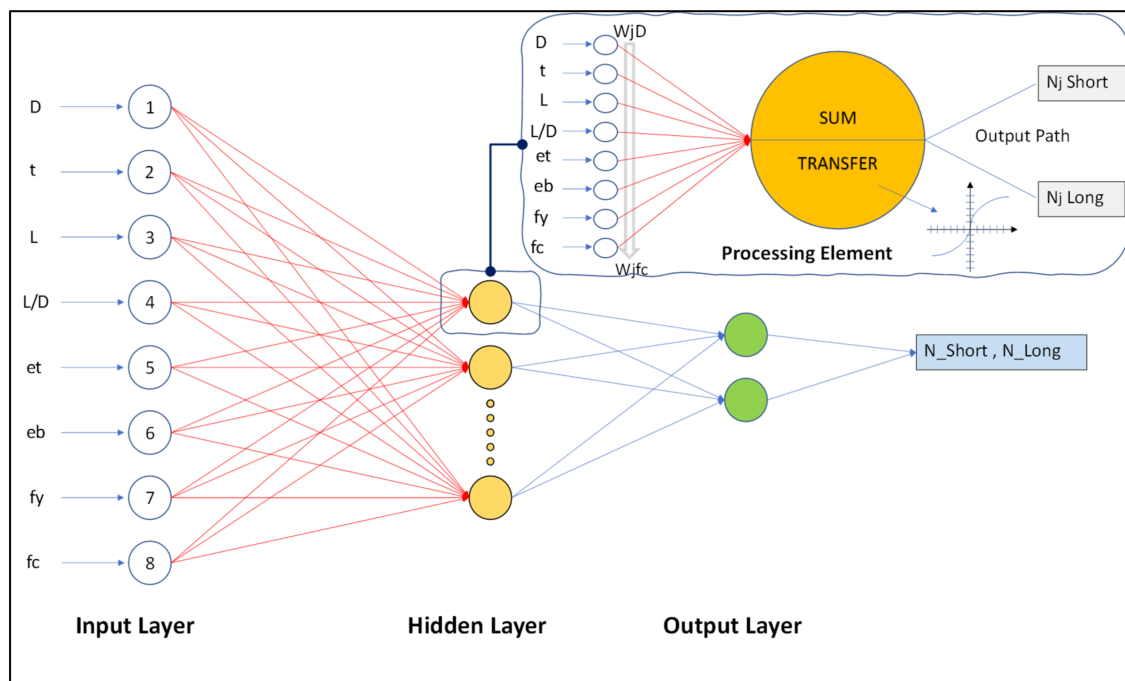 D
1
t
2
L
3
L/D
4
et
5
eb
6
fy
7
fc
8
Input Layer
Hidden Layer
Output Layer
N_Short , N_Long
WjD
D
t
L
L/D
et
eb
fy
fc
Wjfc
SUM
TRANSFER
Processing Element
Nj Short
Output Path
Nj Long